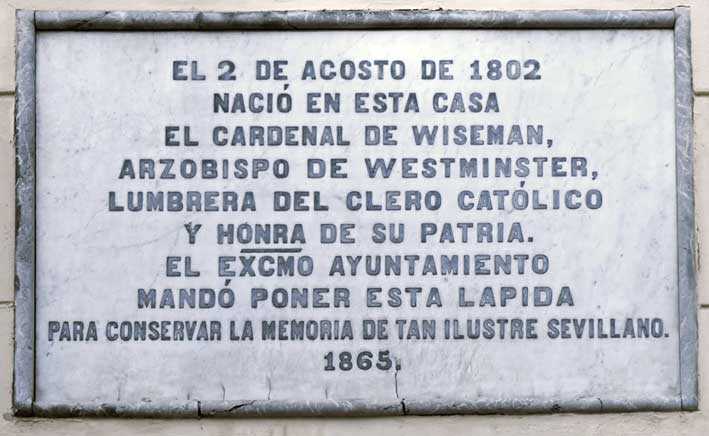 EL 2 DE AGOSTO DE 1802
NACIÓ EN ESTA CASA
EL CARDENAL DE WISEMAN,
ARZOBISPO DE WESTMINSTER,
LUMBRERA DEL CLERO CATÓLICO
Y HONRA DE SU PATRIA.
EL EXCMO AYUNTAMIENTO
MANDÓ PONER ESTA LAPIDA
PARA CONSERVAR LA MEMORIA DE TAN ILUSTRE SEVILLANO.
1865.